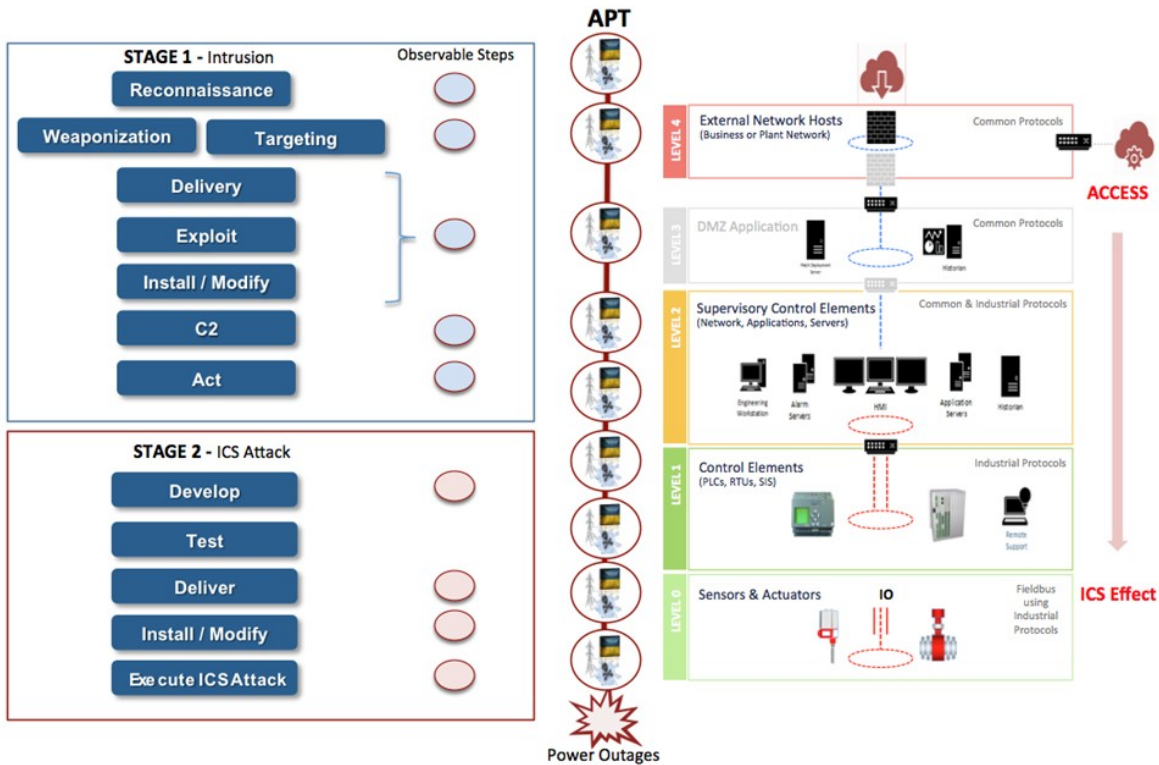 APT
STAGE 1 - Intrusion
Observable Steps
Reconnaissance
Weaponization
Targeting
Delivery
Exploit
Install / Modify
C2
Act
STAGE 2 - ICS Attack
Develop
Test
Deliver
Install / Modify
Execute ICS Attack
Power Outages
LEVEL 4
External Network Hosts
(Business or Plant Network)
Common Protocols
ACCESS
LEVEL 3
DMZ Application
Common Protocols
Server
Historian
LEVEL 2
Supervisory Control Elements
(Network, Applications, Servers)
Common & Industrial Protocols
Engineering
Workstation
Alarm
Servers
HMI
Application
Servers
Historian
LEVEL 1
Control Elements
(PLCs, RTUs, SIS)
Industrial Protocols
Remote
Support
LEVEL 0
Sensors & Actuators
IO
Fieldbus
using
Industrial
Protocols
ICS Effect